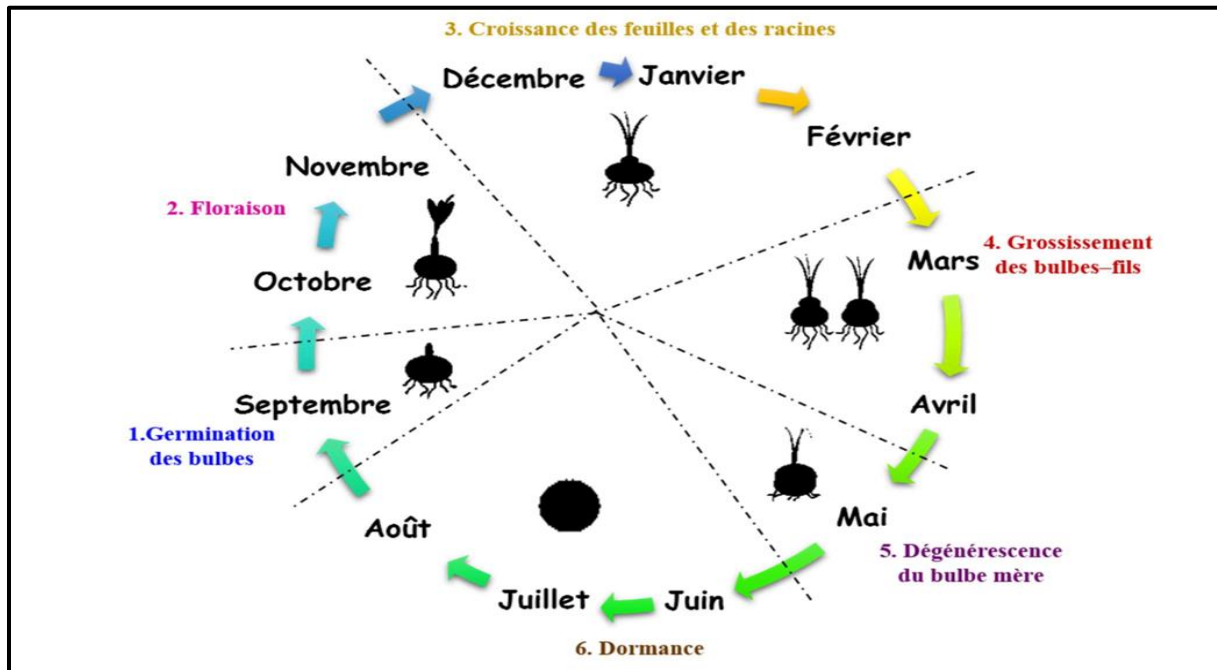 3. Croissance des feuilles et des racines
Décembre
Janvier
Février
Novembre
2. Floraison
Octobre
Mars
4. Grossissement
des bulbes–fils
Septembre
Avril
1.Germination
des bulbes
Mai
Août
5. Dégénérescence
du bulbe mère
Juillet
Juin
6. Dormance